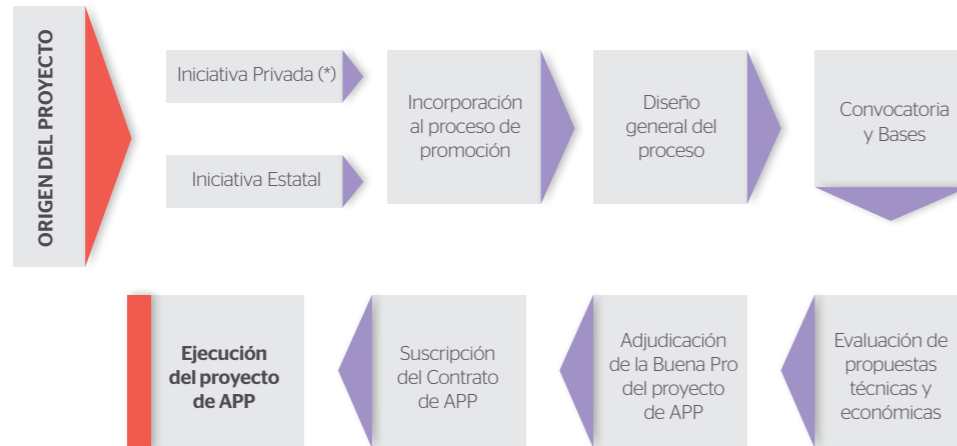 ORIGEN DEL PROYECTO
Iniciativa Privada (*)
Iniciativa Estatal
Incorporación
al proceso de
promoción
Diseño
general del
proceso
Convocatoria
y Bases
Evaluación de
propuestas
técnicas y
económicas
Adjudicación
de la Buena Pro
del proyecto
de APP
Suscripción
del Contrato
de APP
Ejecución
del proyecto
de APP